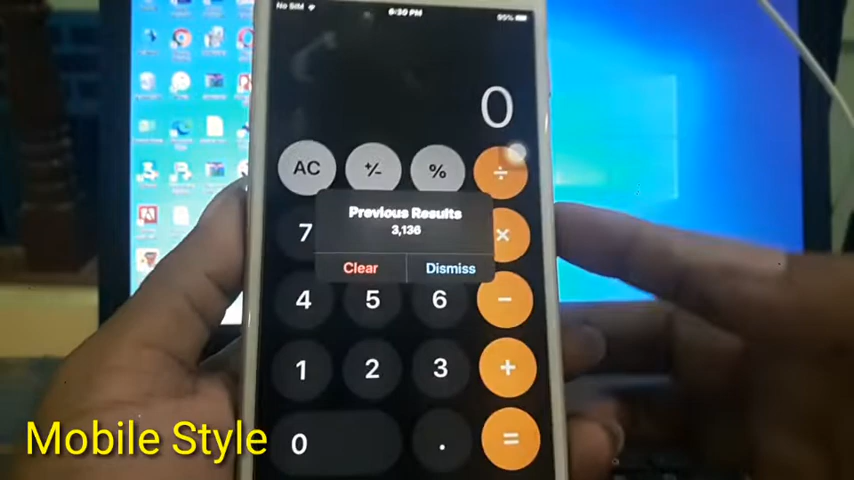 No SIM 6:30 PM 95%
0
AC +/- % ÷
Previous Results
3,136
Clear Dismiss
7 ×
4 5 6 −
1 2 3 +
0 . =
Mobile Style